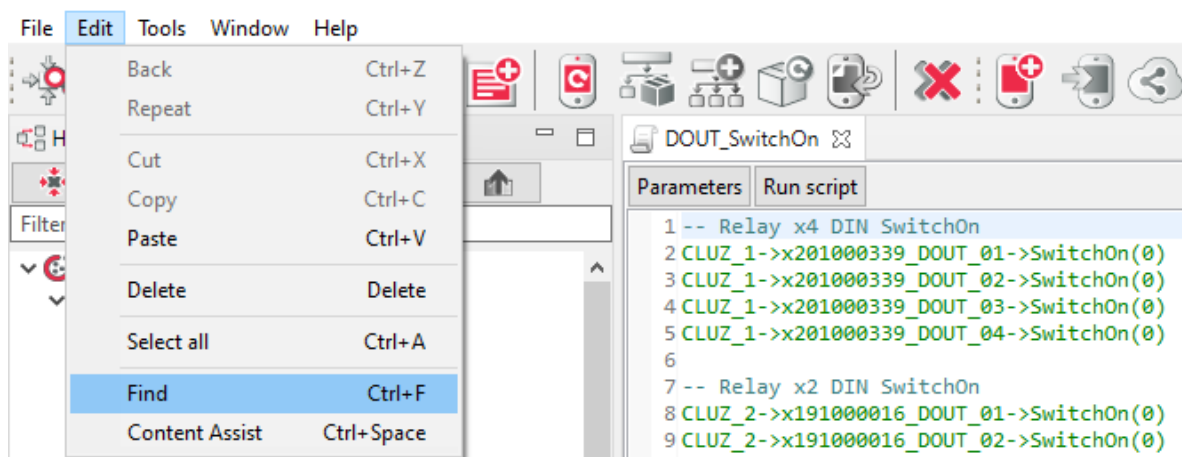 File Edit Tools Window Help
Back Ctrl+Z
Repeat Ctrl+Y
Cut Ctrl+X
Copy Ctrl+C
Paste Ctrl+V
Delete Delete
Select all Ctrl+A
Find Ctrl+F
Content Assist Ctrl+Space
H
Filter
DOUT_SwitchOn
Parameters Run script
1 -- Relay x4 DIN SwitchOn
2 CLUZ_1->x201000339_DOUT_01->SwitchOn(0)
3 CLUZ_1->x201000339_DOUT_02->SwitchOn(0)
4 CLUZ_1->x201000339_DOUT_03->SwitchOn(0)
5 CLUZ_1->x201000339_DOUT_04->SwitchOn(0)
6
7 -- Relay x2 DIN SwitchOn
8 CLUZ_2->x191000016_DOUT_01->SwitchOn(0)
9 CLUZ_2->x191000016_DOUT_02->SwitchOn(0)